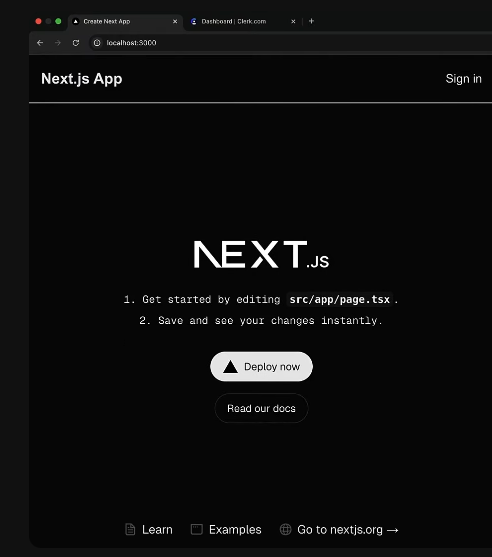 Create Next App
Dashboard | Clerk.com
localhost:3000
Next.js App
Sign in
NEXT.JS
1. Get started by editing src/app/page.tsx.
2. Save and see your changes instantly.
Deploy now
Read our docs
Learn
Examples
Go to nextjs.org →